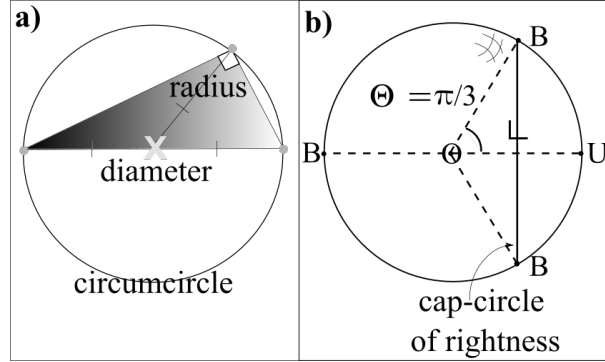 a)
radius
diameter
circumcircle
b)
B
Θ = π/3
B
Θ
U
B
cap-circle
of rightness